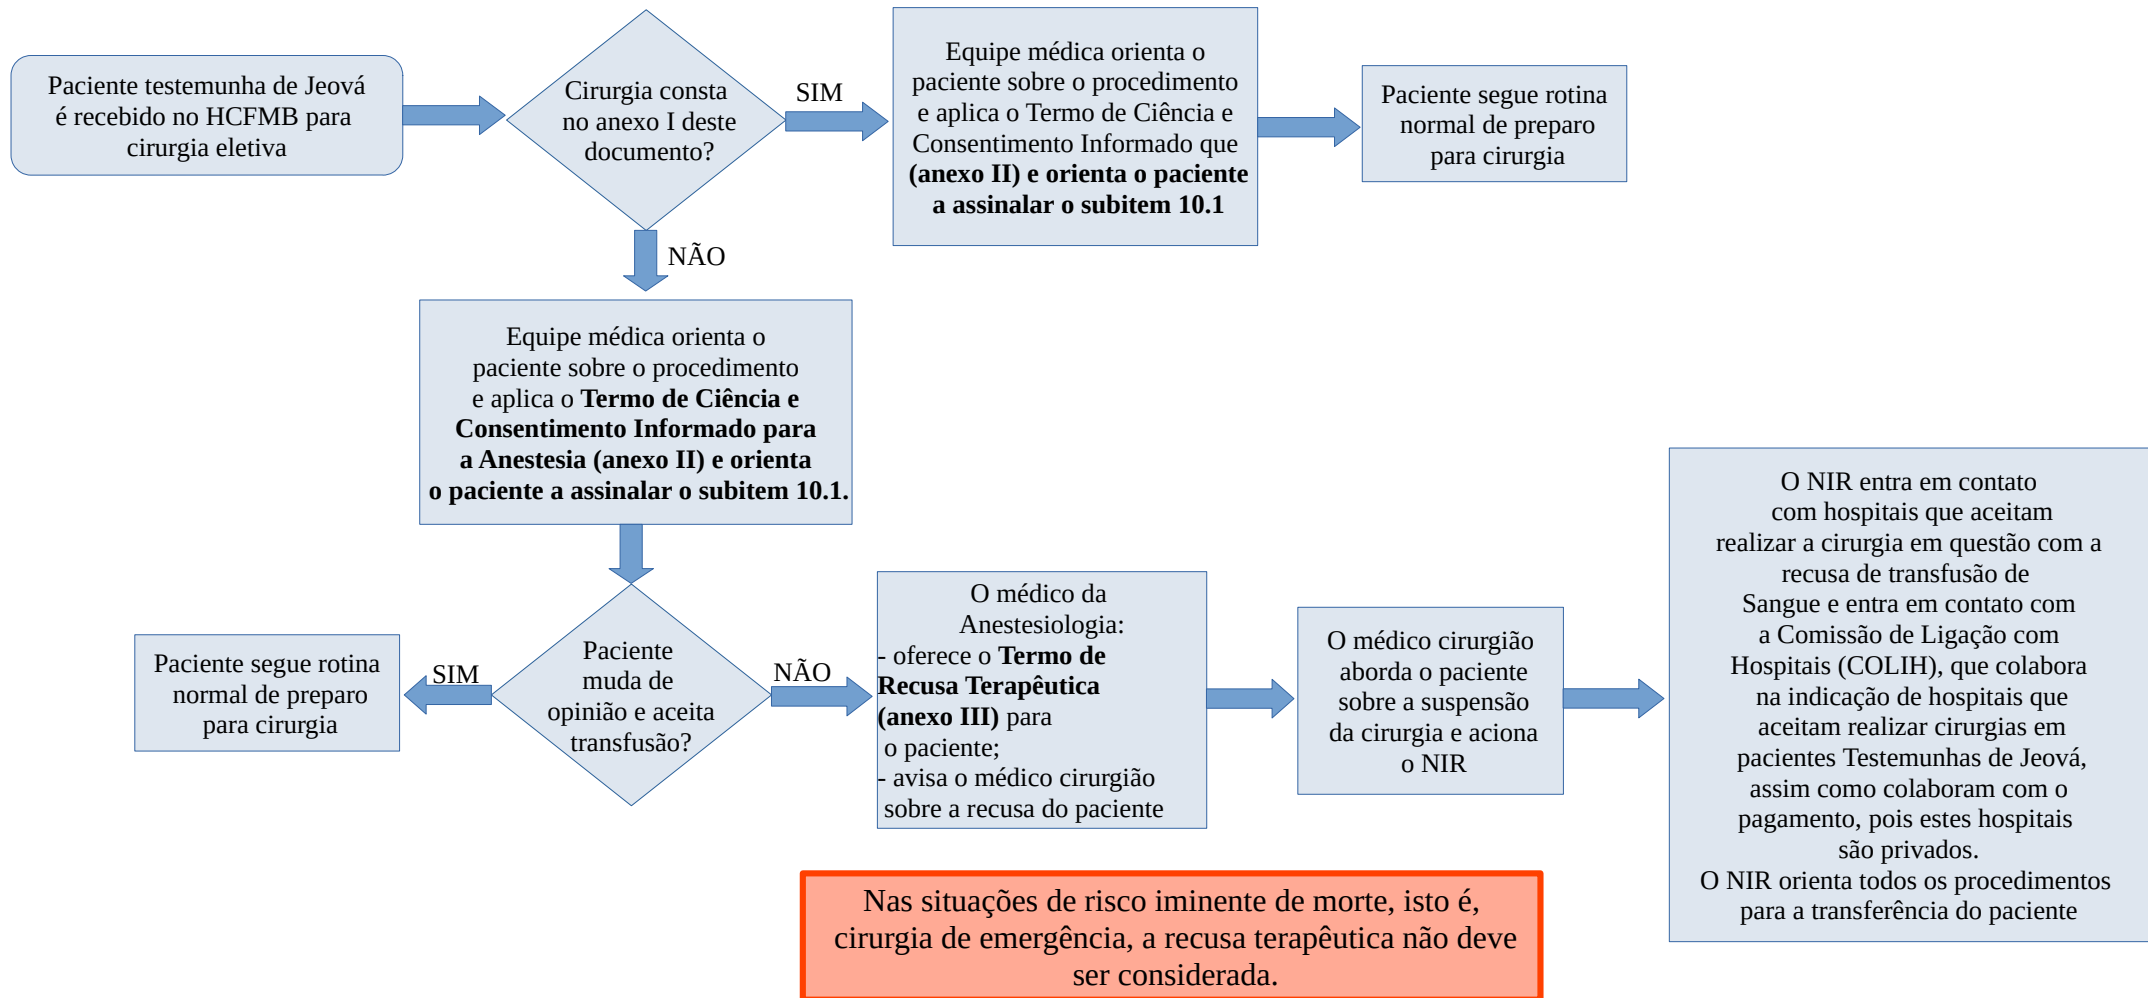 Paciente testemunha de Jeová
é recebido no HCFMB para
cirurgia eletiva
Cirurgia consta
no anexo I deste
documento?
SIM
Equipe médica orienta o
paciente sobre o procedimento
e aplica o Termo de Ciência e
Consentimento Informado que
(anexo II) e orienta o paciente
a assinalar o subitem 10.1
Paciente segue rotina
normal de preparo
para cirurgia
NÃO
Equipe médica orienta o
paciente sobre o procedimento
e aplica o Termo de Ciência e
Consentimento Informado para
a Anestesia (anexo II) e orienta
o paciente a assinalar o subitem 10.1.
Paciente
muda de
opinião e aceita
transfusão?
SIM
Paciente segue rotina
normal de preparo
para cirurgia
NÃO
O médico da
Anestesiologia:
- oferece o Termo de
Recusa Terapêutica
(anexo III) para
o paciente;
- avisa o médico cirurgião
sobre a recusa do paciente
O médico cirurgião
aborda o paciente
sobre a suspensão
da cirurgia e aciona
o NIR
O NIR entra em contato
com hospitais que aceitam
realizar a cirurgia em questão com a
recusa de transfusão de
Sangue e entra em contato com
a Comissão de Ligação com
Hospitais (COLIH), que colabora
na indicação de hospitais que
aceitam realizar cirurgias em
pacientes Testemunhas de Jeová,
assim como colaboram com o
pagamento, pois estes hospitais
são privados.
O NIR orienta todos os procedimentos
para a transferência do paciente
Nas situações de risco iminente de morte, isto é,
cirurgia de emergência, a recusa terapêutica não deve
ser considerada.